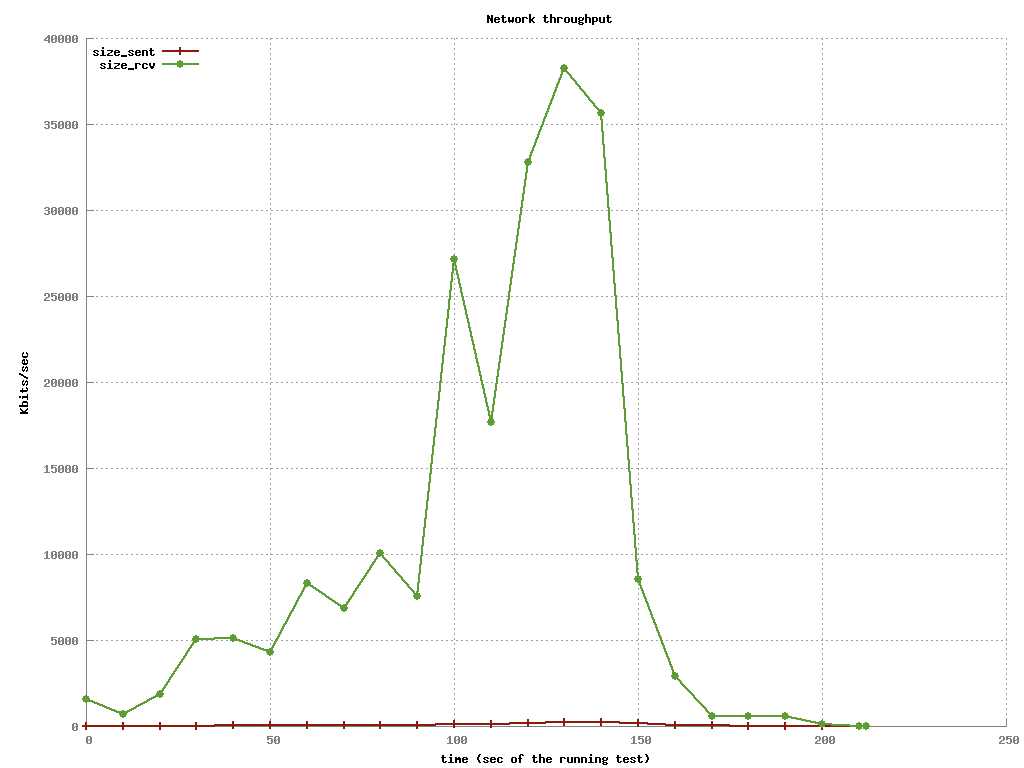 Network throughput
size_sent
size_rcv
40000
35000
30000
25000
20000
15000
10000
5000
0
Kbits/sec
0 50 100 150 200 250
time (sec of the running test)